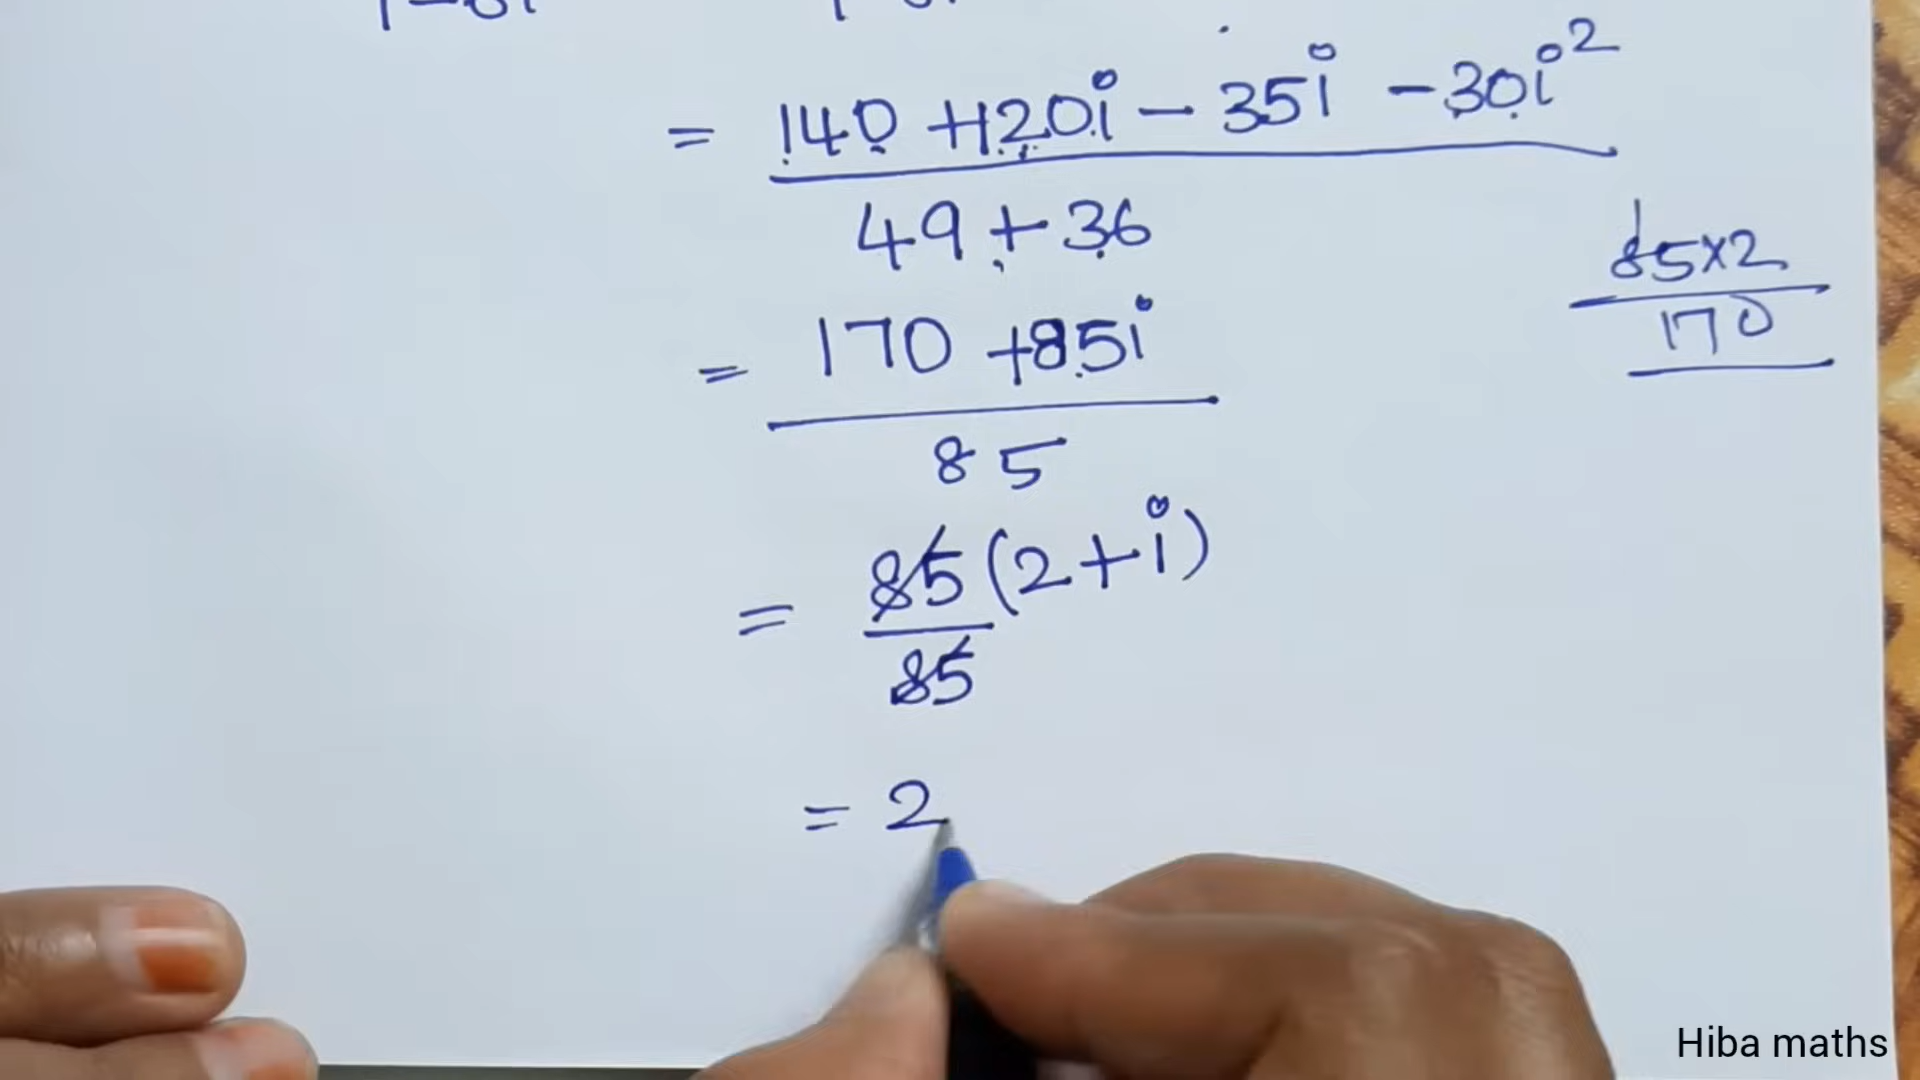 = 140 + 120i - 35i - 30i²
49 + 36
= 170 + 85i
85
= 85 (2 + i)
85
= 2
85 x 2
170
Hiba maths